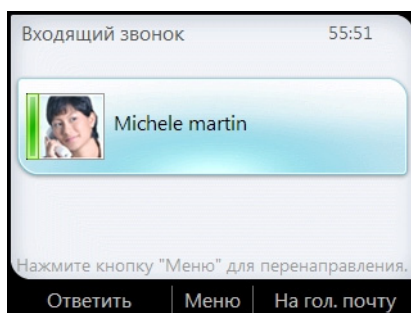 Входящий звонок 55:51
Michele martin
Нажмите кнопку "Меню" для перенаправления.
Ответить Меню На гол. почту